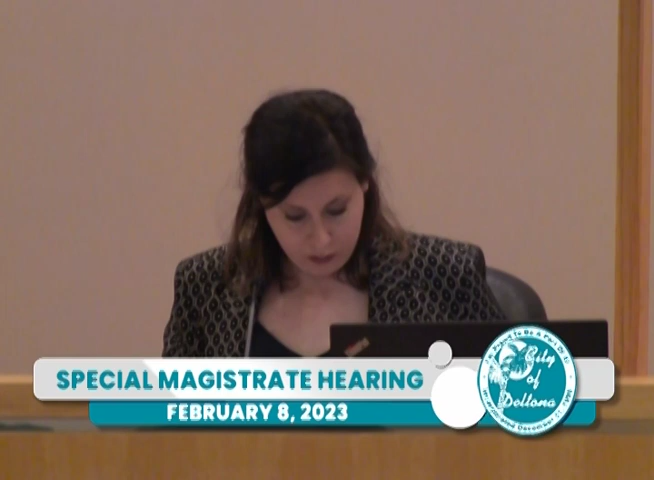 SPECIAL MAGISTRATE HEARING
FEBRUARY 8, 2023
City
of
Deltona